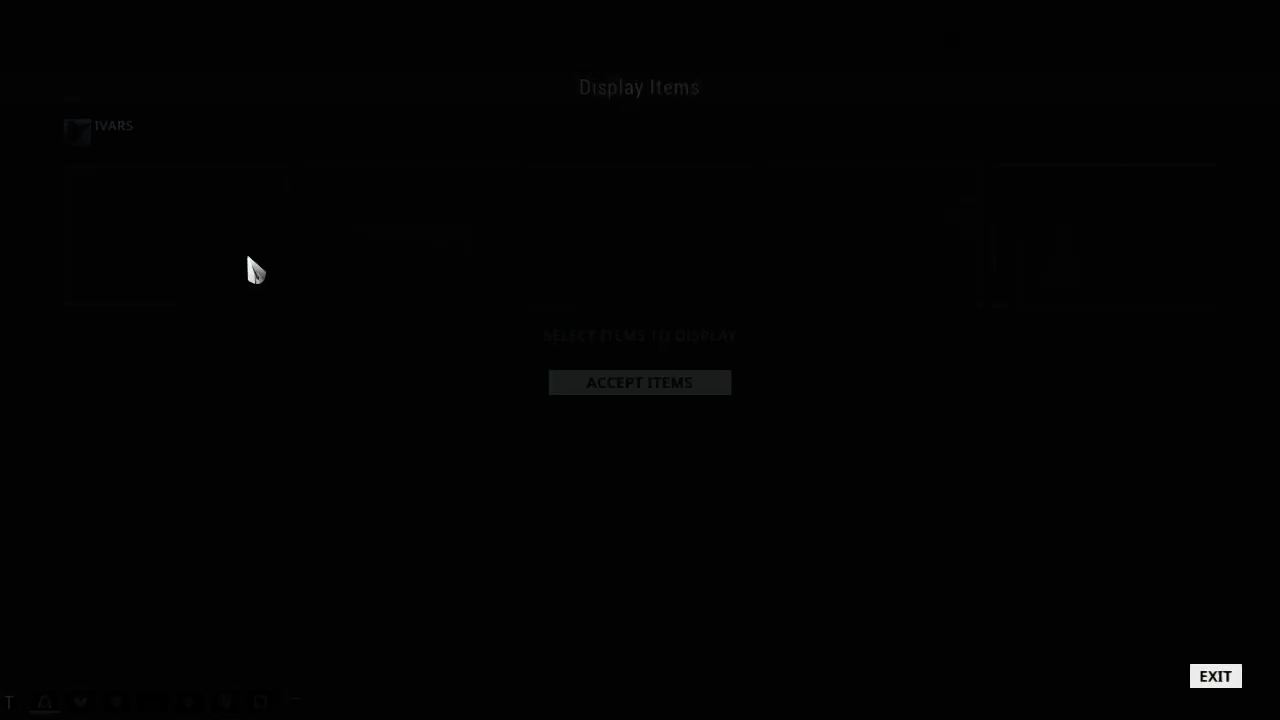 Display Items
IVARS
SELECT ITEMS TO DISPLAY
ACCEPT ITEMS
EXIT
T